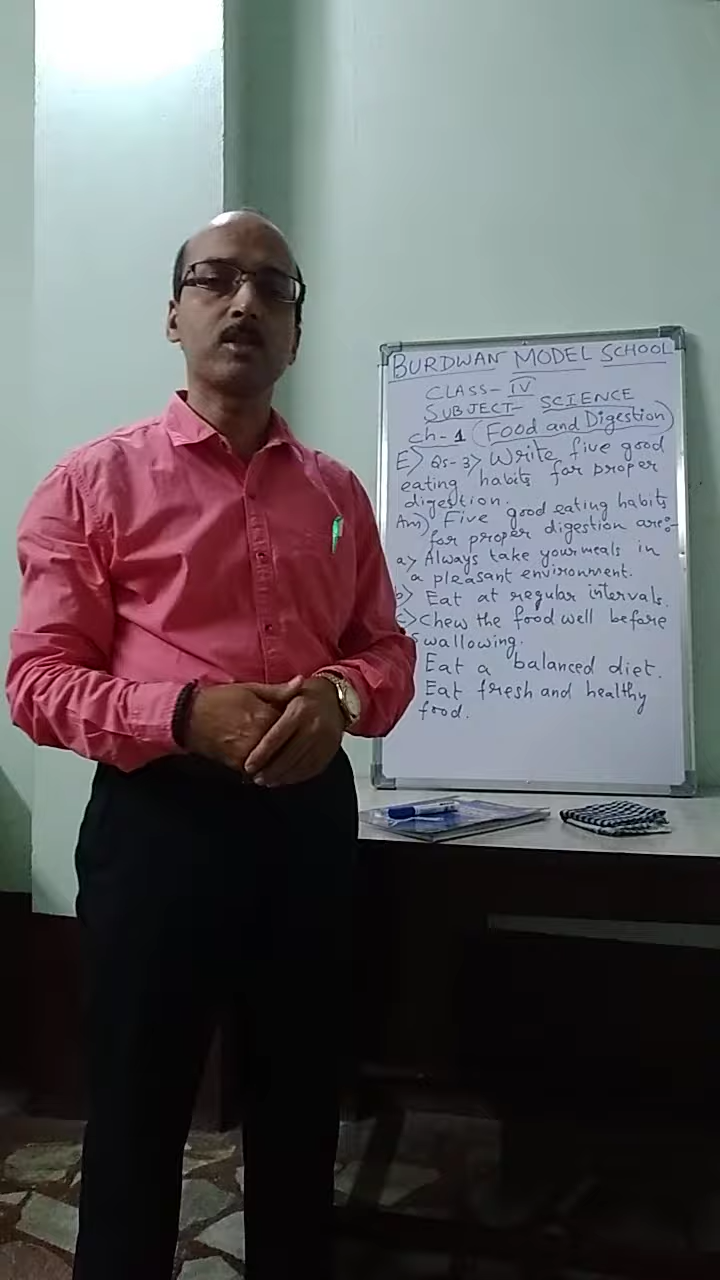 BURDWAN MODEL SCHOOL
CLASS- IV
SUBJECT- SCIENCE
ch-1 (Food and Digestion)
E> Qs-3> Write five good
eating habits for proper
digestion.
Ans) Five good eating habits
for proper digestion are:-
a> Always take your meals in
a pleasant environment.
b> Eat at regular intervals.
c> Chew the food well before
swallowing.
Eat a balanced diet.
Eat fresh and healthy
food.